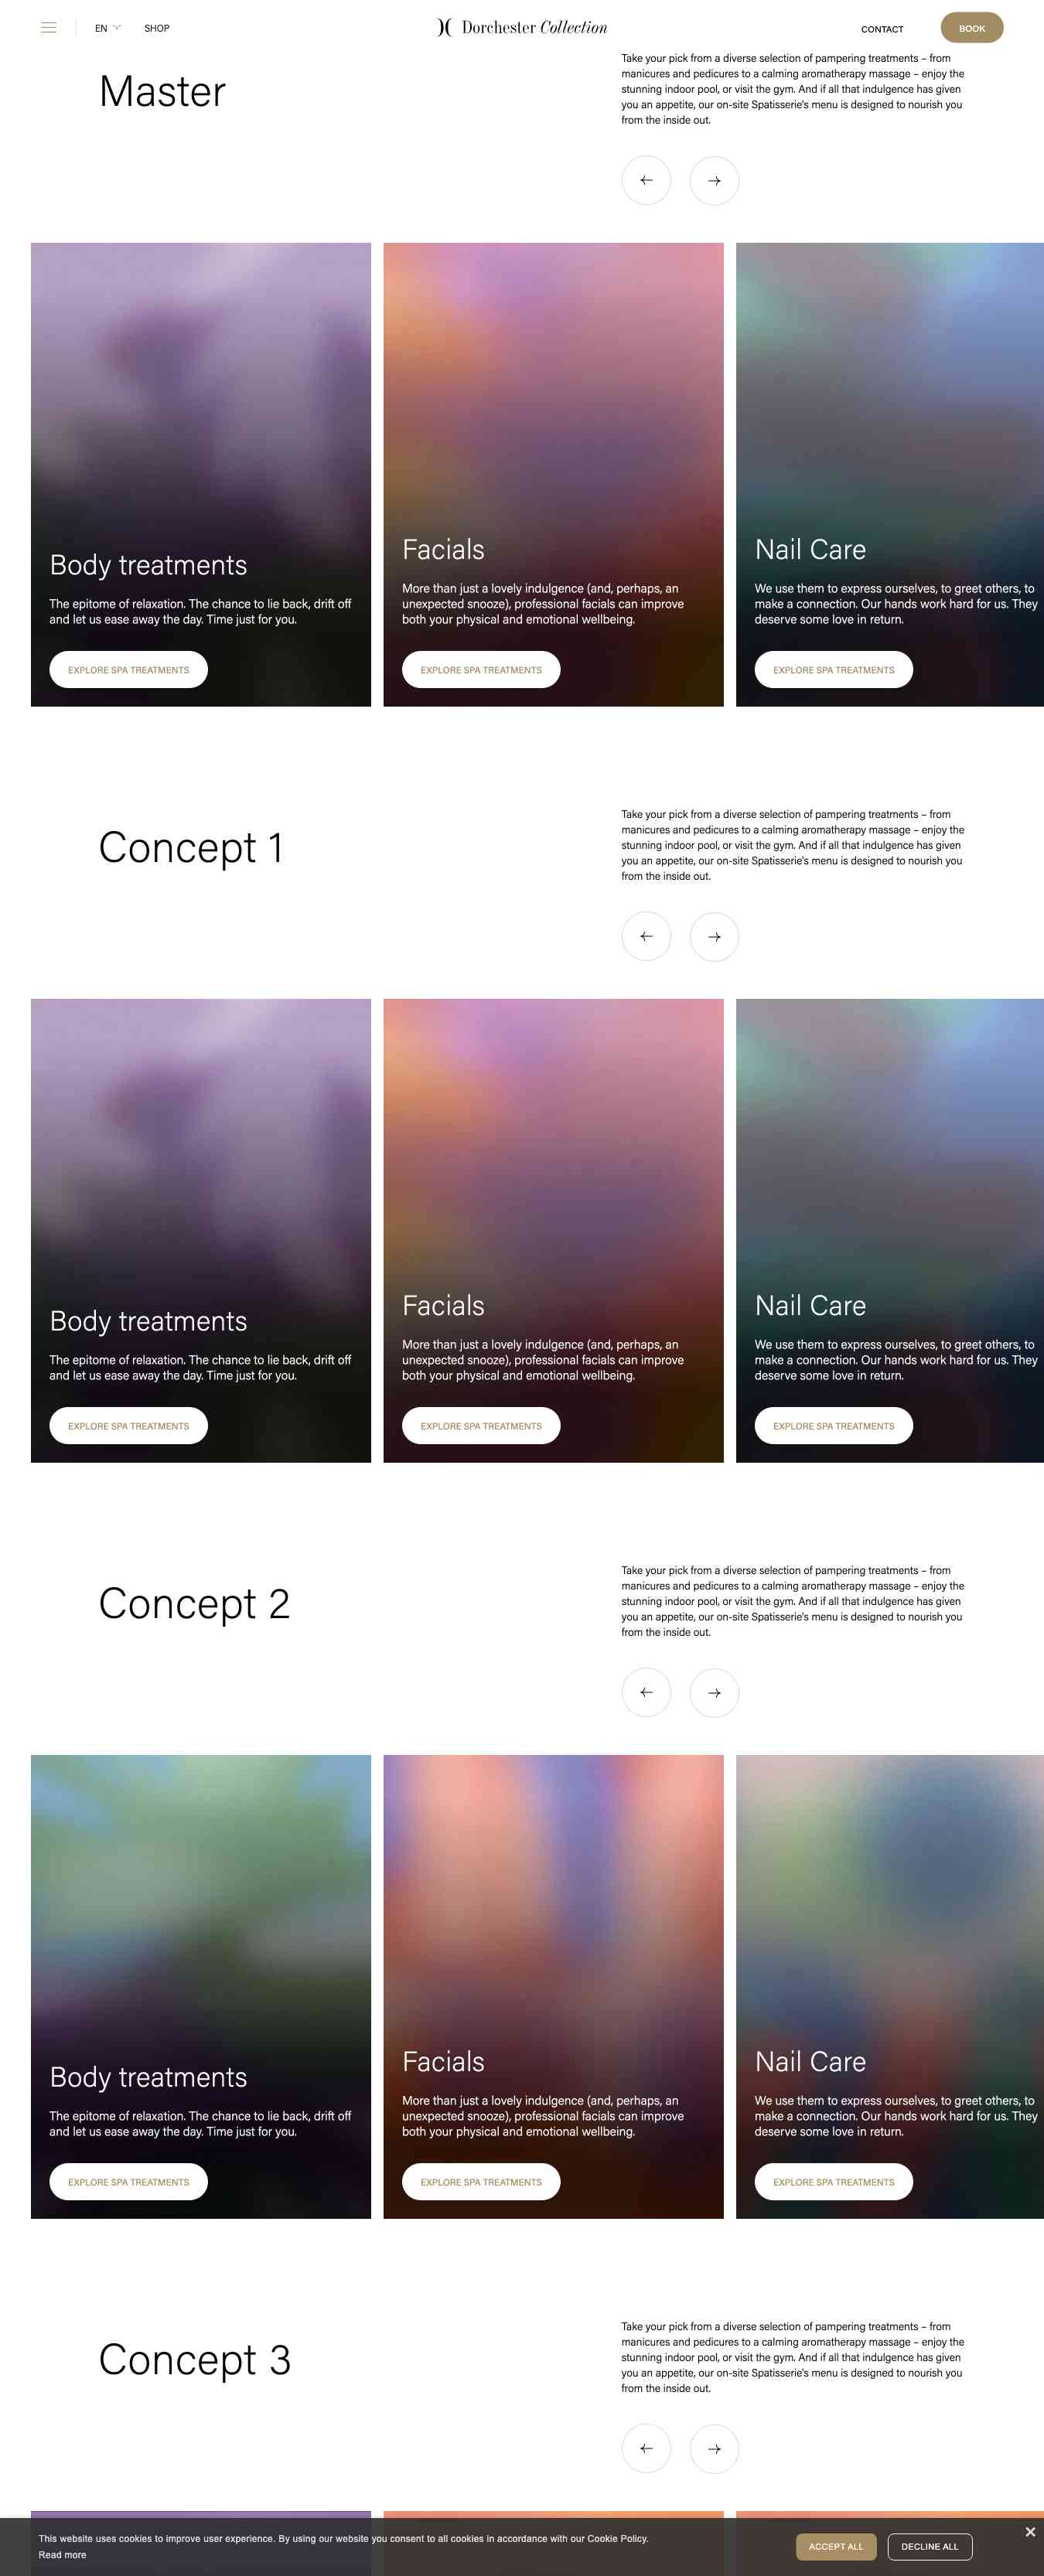 EN
SHOP
Dorchester Collection
CONTACT
BOOK
Master
Take your pick from a diverse selection of pampering treatments – from
manicures and pedicures to a calming aromatherapy massage – enjoy the
stunning indoor pool, or visit the gym. And if all that indulgence has given
you an appetite, our on-site Spatisserie's menu is designed to nourish you
from the inside out.
Body treatments
The epitome of relaxation. The chance to lie back, drift off
and let us ease away the day. Time just for you.
EXPLORE SPA TREATMENTS
Facials
More than just a lovely indulgence (and, perhaps, an
unexpected snooze), professional facials can improve
both your physical and emotional wellbeing.
EXPLORE SPA TREATMENTS
Nail Care
We use them to express ourselves, to greet others, to
make a connection. Our hands work hard for us. They
deserve some love in return.
EXPLORE SPA TREATMENTS
Concept 1
Take your pick from a diverse selection of pampering treatments – from
manicures and pedicures to a calming aromatherapy massage – enjoy the
stunning indoor pool, or visit the gym. And if all that indulgence has given
you an appetite, our on-site Spatisserie's menu is designed to nourish you
from the inside out.
Body treatments
The epitome of relaxation. The chance to lie back, drift off
and let us ease away the day. Time just for you.
EXPLORE SPA TREATMENTS
Facials
More than just a lovely indulgence (and, perhaps, an
unexpected snooze), professional facials can improve
both your physical and emotional wellbeing.
EXPLORE SPA TREATMENTS
Nail Care
We use them to express ourselves, to greet others, to
make a connection. Our hands work hard for us. They
deserve some love in return.
EXPLORE SPA TREATMENTS
Concept 2
Take your pick from a diverse selection of pampering treatments – from
manicures and pedicures to a calming aromatherapy massage – enjoy the
stunning indoor pool, or visit the gym. And if all that indulgence has given
you an appetite, our on-site Spatisserie's menu is designed to nourish you
from the inside out.
Body treatments
The epitome of relaxation. The chance to lie back, drift off
and let us ease away the day. Time just for you.
EXPLORE SPA TREATMENTS
Facials
More than just a lovely indulgence (and, perhaps, an
unexpected snooze), professional facials can improve
both your physical and emotional wellbeing.
EXPLORE SPA TREATMENTS
Nail Care
We use them to express ourselves, to greet others, to
make a connection. Our hands work hard for us. They
deserve some love in return.
EXPLORE SPA TREATMENTS
Concept 3
Take your pick from a diverse selection of pampering treatments – from
manicures and pedicures to a calming aromatherapy massage – enjoy the
stunning indoor pool, or visit the gym. And if all that indulgence has given
you an appetite, our on-site Spatisserie's menu is designed to nourish you
from the inside out.
This website uses cookies to improve user experience. By using our website you consent to all cookies in accordance with our Cookie Policy.
Read more
ACCEPT ALL
DECLINE ALL